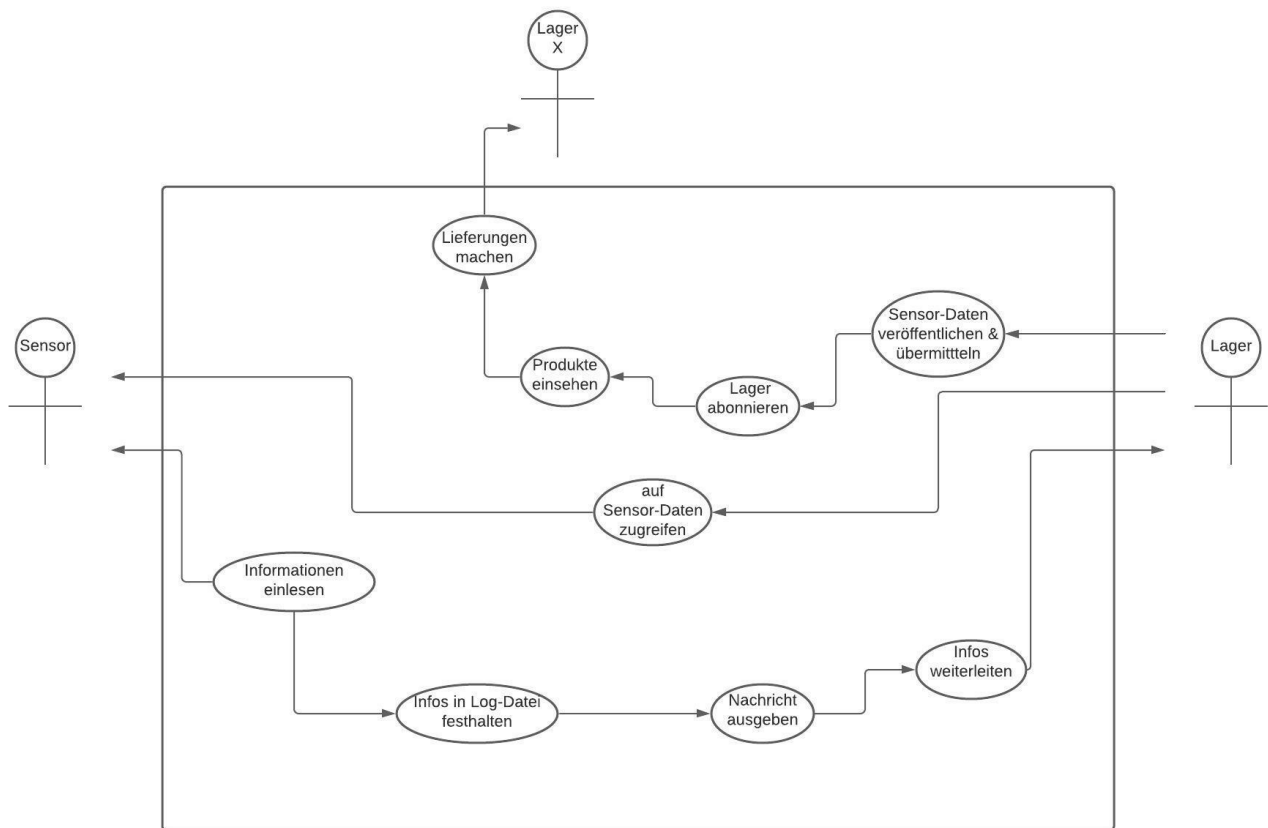 Lager
X
Lieferungen
machen
Sensor-Daten
veröffentlichen &
übermittteln
Sensor
Lager
Produkte
einsehen
Lager
abonnieren
auf
Sensor-Daten
zugreifen
Informationen
einlesen
Infos
weiterleiten
Infos in Log-Datei
festhalten
Nachricht
ausgeben